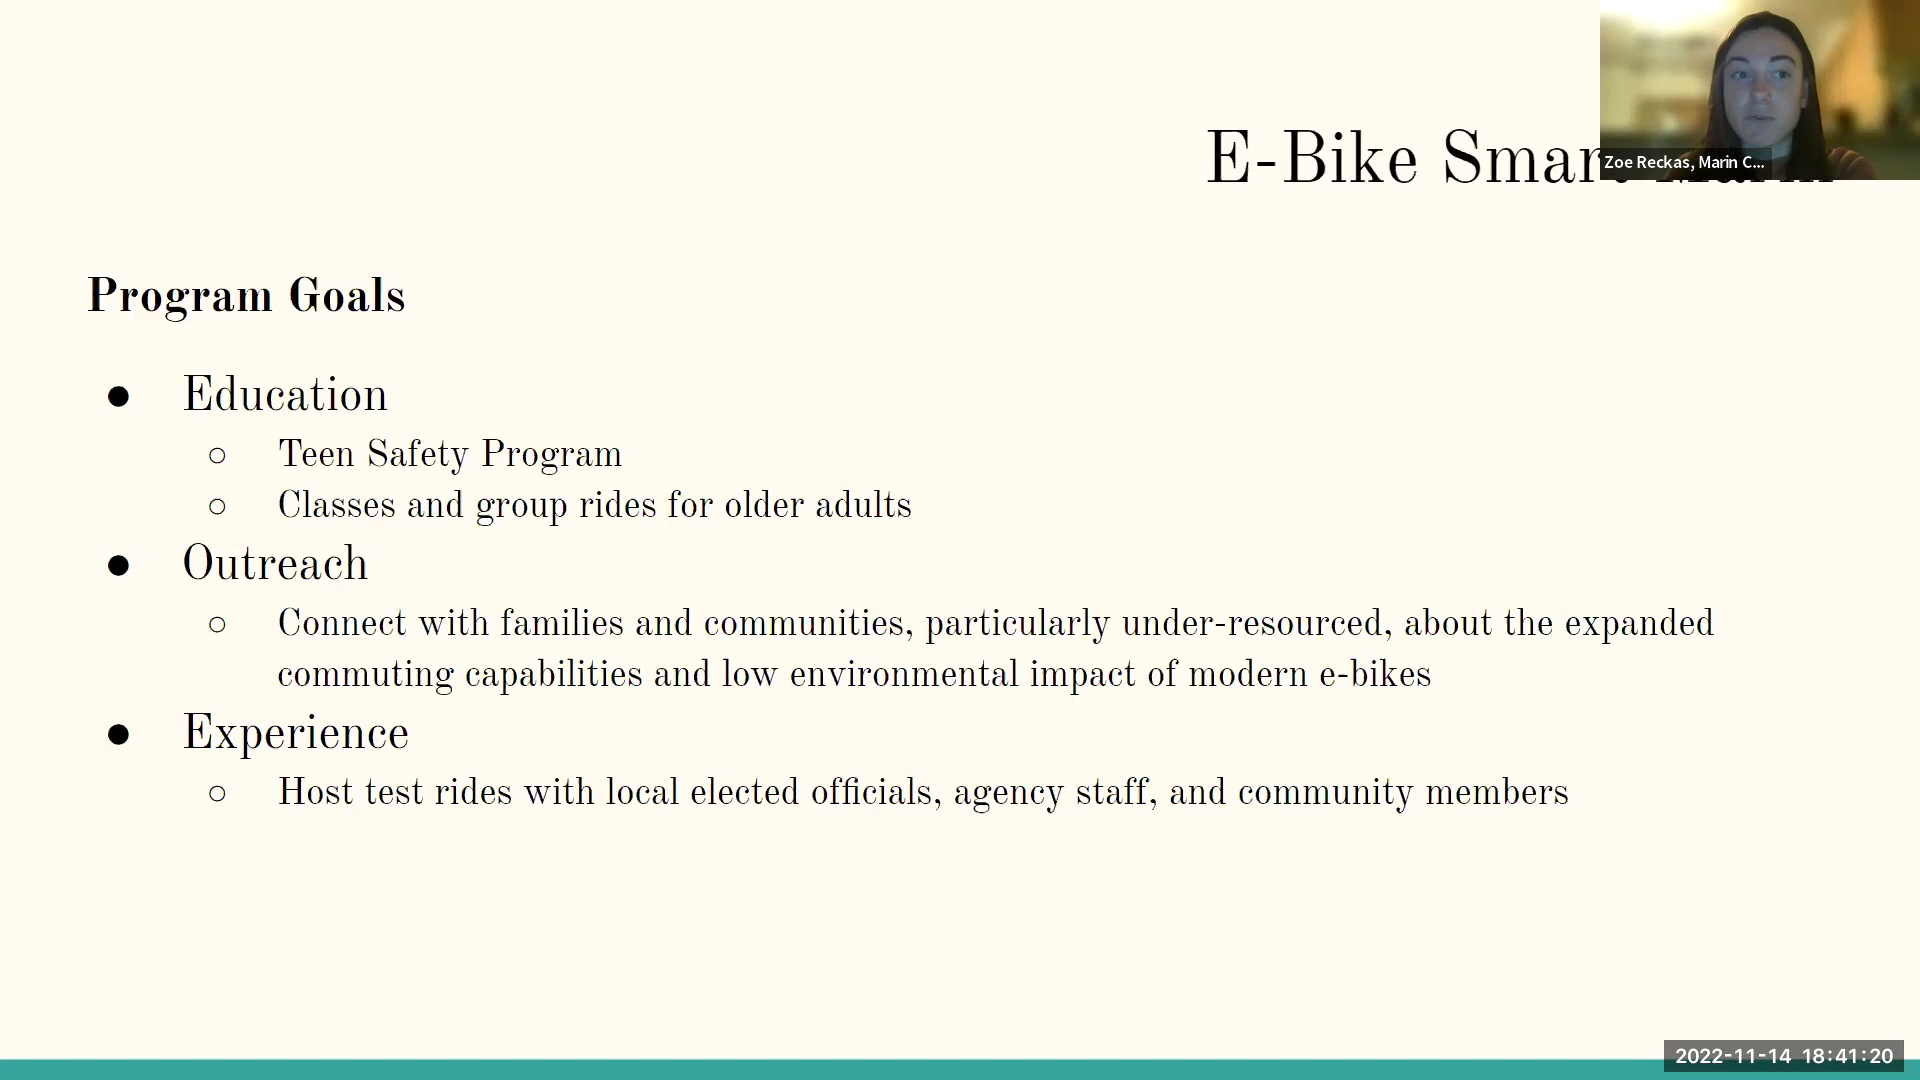 E-Bike Smart Marin
Zoe Reckas, Marin C...
Program Goals
● Education
○ Teen Safety Program
○ Classes and group rides for older adults
● Outreach
○ Connect with families and communities, particularly under-resourced, about the expanded
commuting capabilities and low environmental impact of modern e-bikes
● Experience
○ Host test rides with local elected officials, agency staff, and community members
2022-11-14 18:41:20